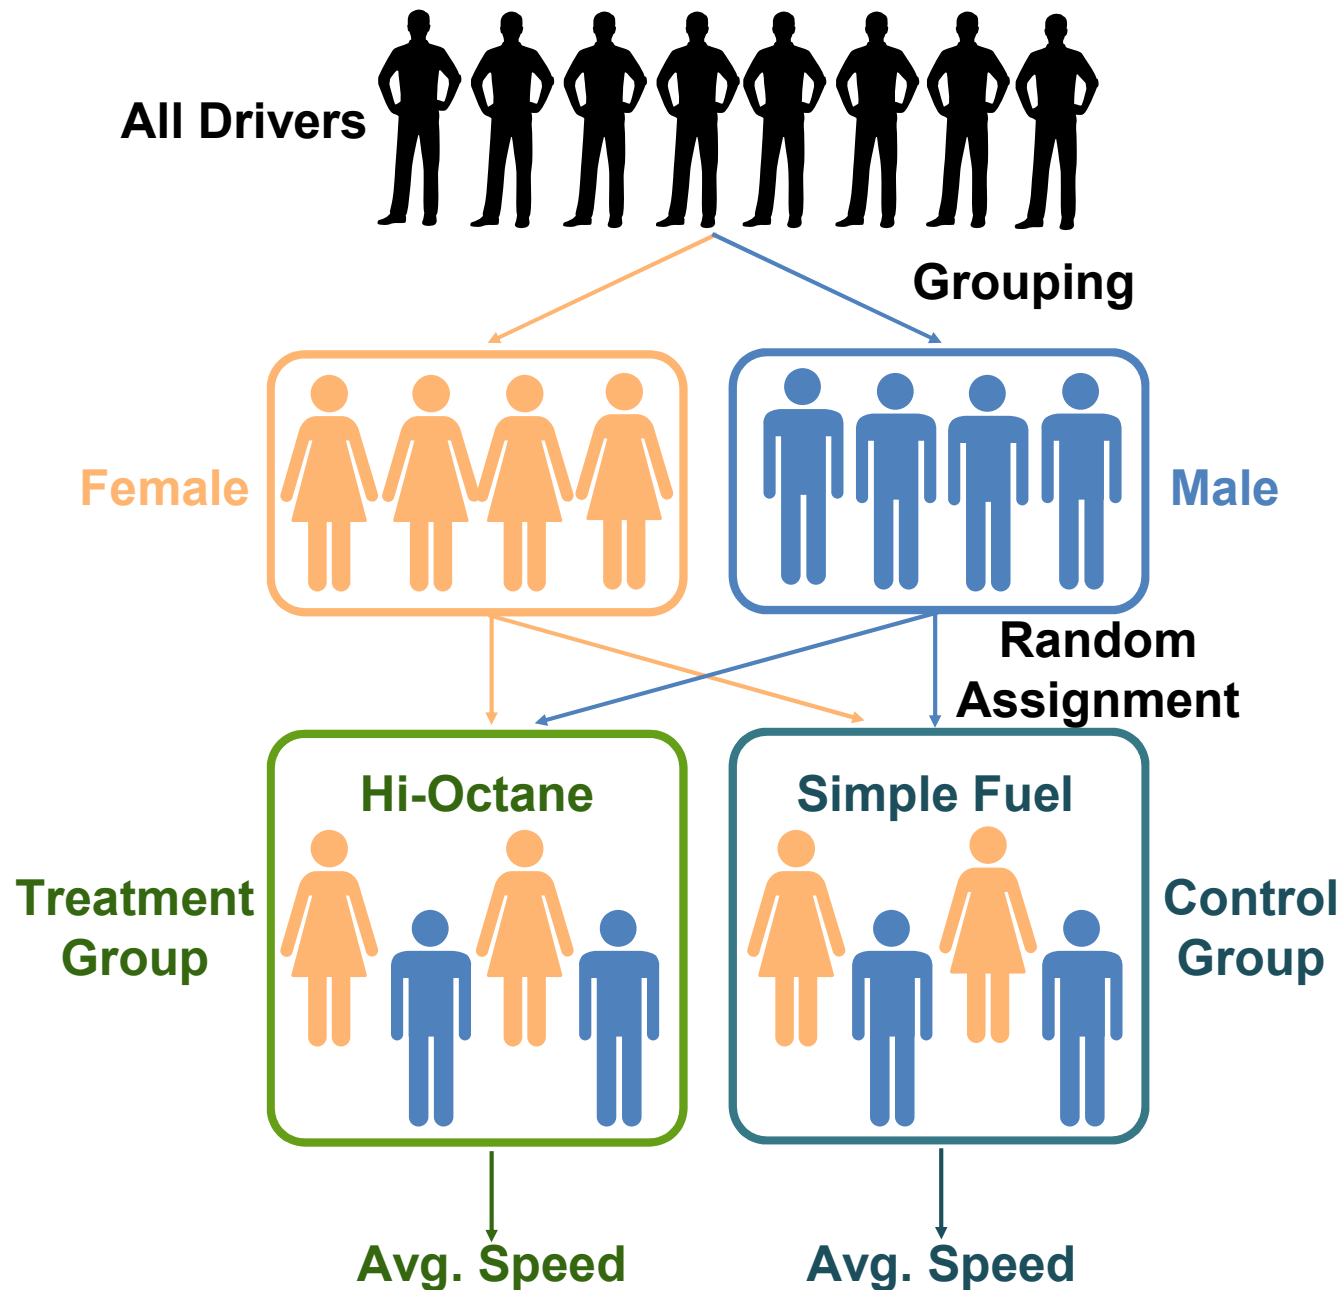 All Drivers
Grouping
Female
Male
Random
Assignment
Hi-Octane
Simple Fuel
Treatment
Group
Control
Group
Avg. Speed
Avg. Speed